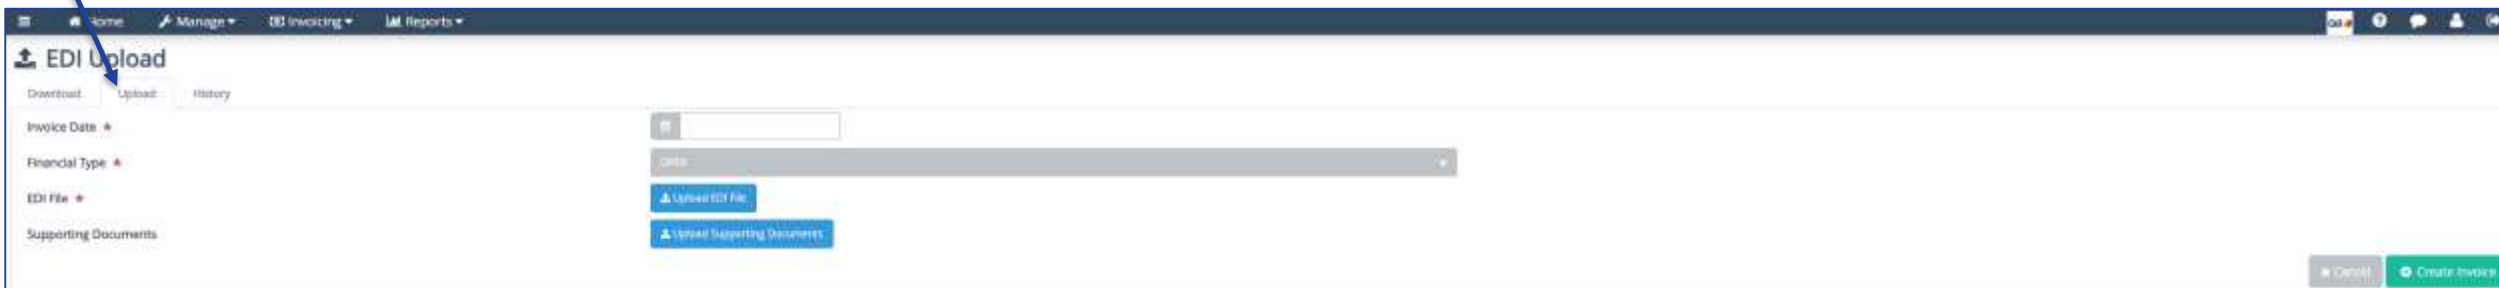 Home Manage Invoicing Reports
EDI Upload
Download Upload History
Invoice Date *
Financial Type *
EDI File *
Upload EDI File
Supporting Documents
Upload Supporting Documents
Cancel Create Invoice